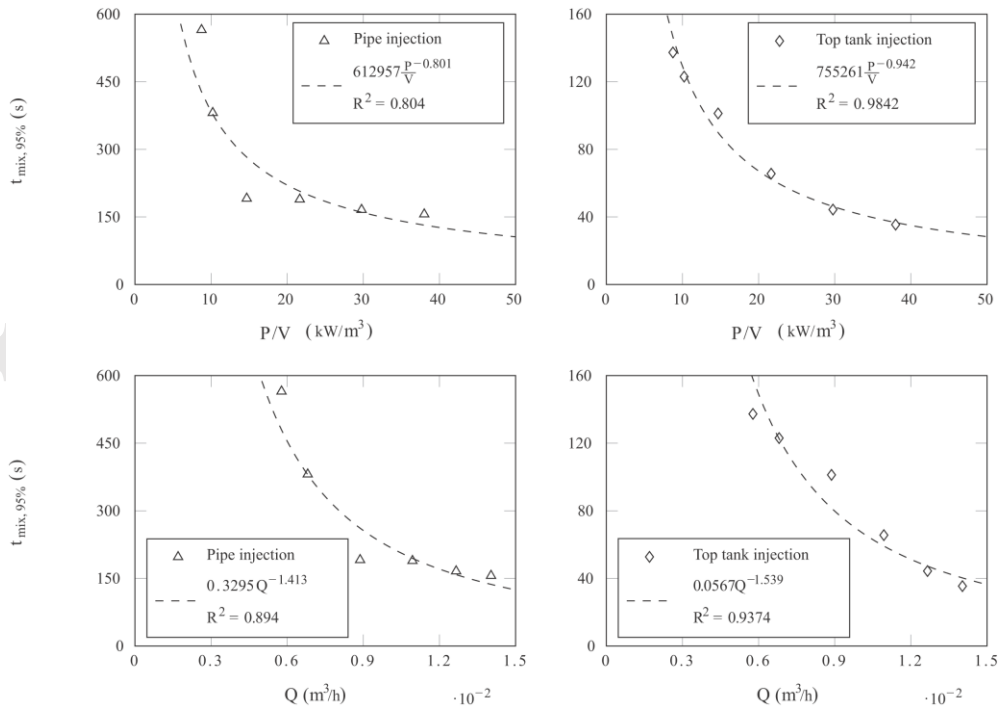 600
450
300
150
0
t mix, 95% (s)
Pipe injection
612957 P/V −0.801
R² = 0.804
0 10 20 30 40 50
P/V (kW/m³)
160
120
80
40
0
Top tank injection
755261 P/V −0.942
R² = 0.9842
0 10 20 30 40 50
P/V (kW/m³)
600
450
300
150
0
t mix, 95% (s)
Pipe injection
0.3295Q−1.413
R² = 0.894
0 0.3 0.6 0.9 1.2 1.5
Q (m³/h) ·10−2
160
120
80
40
0
Top tank injection
0.0567Q−1.539
R² = 0.9374
0 0.3 0.6 0.9 1.2 1.5
Q (m³/h) ·10−2